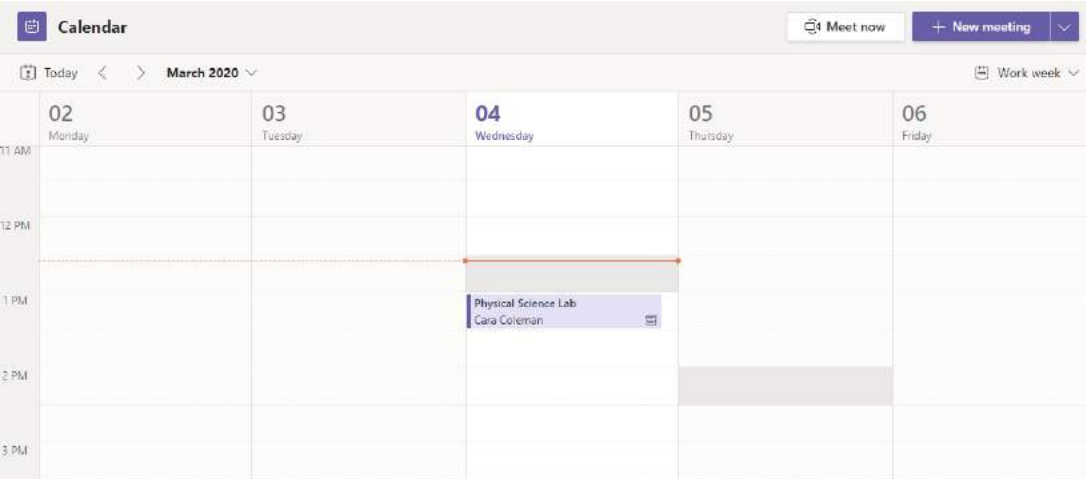 Calendar
Meet now
+ New meeting
Today < > March 2020
Work week
02 03 04 05 06
Monday Tuesday Wednesday Thursday Friday
11 AM
12 PM
1 PM
Physical Science Lab
Cara Coleman
2 PM
3 PM